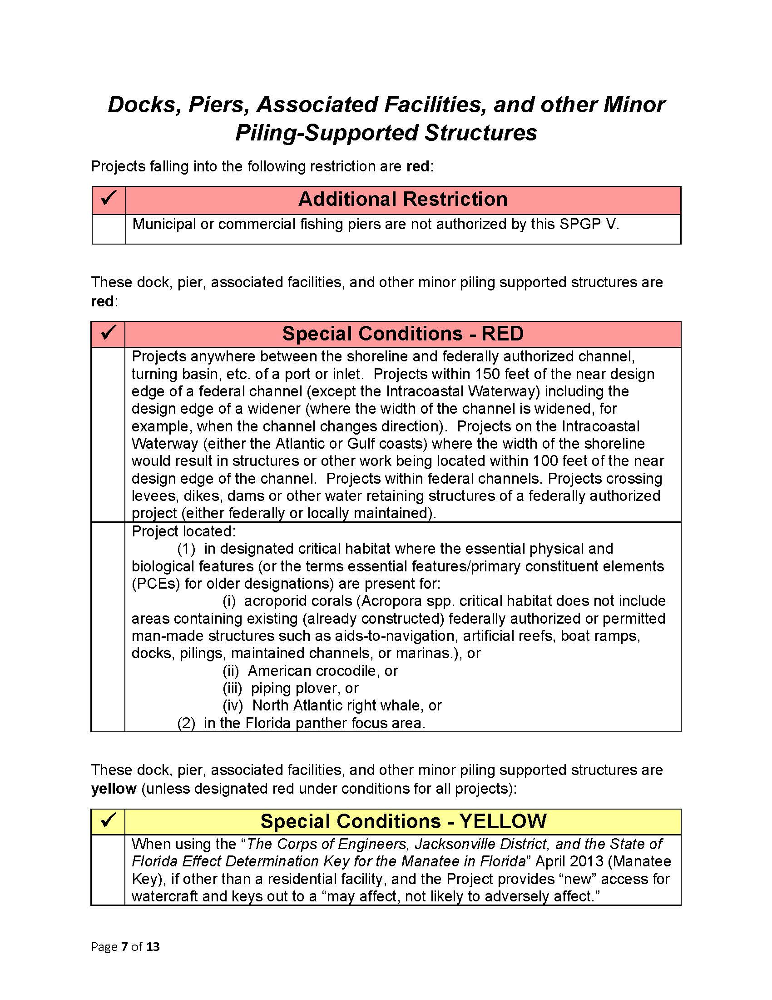 Docks, Piers, Associated Facilities, and other Minor
Piling-Supported Structures
Projects falling into the following restriction are red:
✓ Additional Restriction
Municipal or commercial fishing piers are not authorized by this SPGP V.
These dock, pier, associated facilities, and other minor piling supported structures are
red:
✓ Special Conditions - RED
Projects anywhere between the shoreline and federally authorized channel,
turning basin, etc. of a port or inlet.  Projects within 150 feet of the near design
edge of a federal channel (except the Intracoastal Waterway) including the
design edge of a widener (where the width of the channel is widened, for
example, when the channel changes direction).  Projects on the Intracoastal
Waterway (either the Atlantic or Gulf coasts) where the width of the shoreline
would result in structures or other work being located within 100 feet of the near
design edge of the channel.  Projects within federal channels. Projects crossing
levees, dikes, dams or other water retaining structures of a federally authorized
project (either federally or locally maintained).
Project located:
(1)  in designated critical habitat where the essential physical and
biological features (or the terms essential features/primary constituent elements
(PCEs) for older designations) are present for:
(i)  acroporid corals (Acropora spp. critical habitat does not include
areas containing existing (already constructed) federally authorized or permitted
man-made structures such as aids-to-navigation, artificial reefs, boat ramps,
docks, pilings, maintained channels, or marinas.), or
(ii)  American crocodile, or
(iii)  piping plover, or
(iv)  North Atlantic right whale, or
(2)  in the Florida panther focus area.
These dock, pier, associated facilities, and other minor piling supported structures are
yellow (unless designated red under conditions for all projects):
✓ Special Conditions - YELLOW
When using the “The Corps of Engineers, Jacksonville District, and the State of
Florida Effect Determination Key for the Manatee in Florida” April 2013 (Manatee
Key), if other than a residential facility, and the Project provides “new” access for
watercraft and keys out to a “may affect, not likely to adversely affect.”
Page 7 of 13